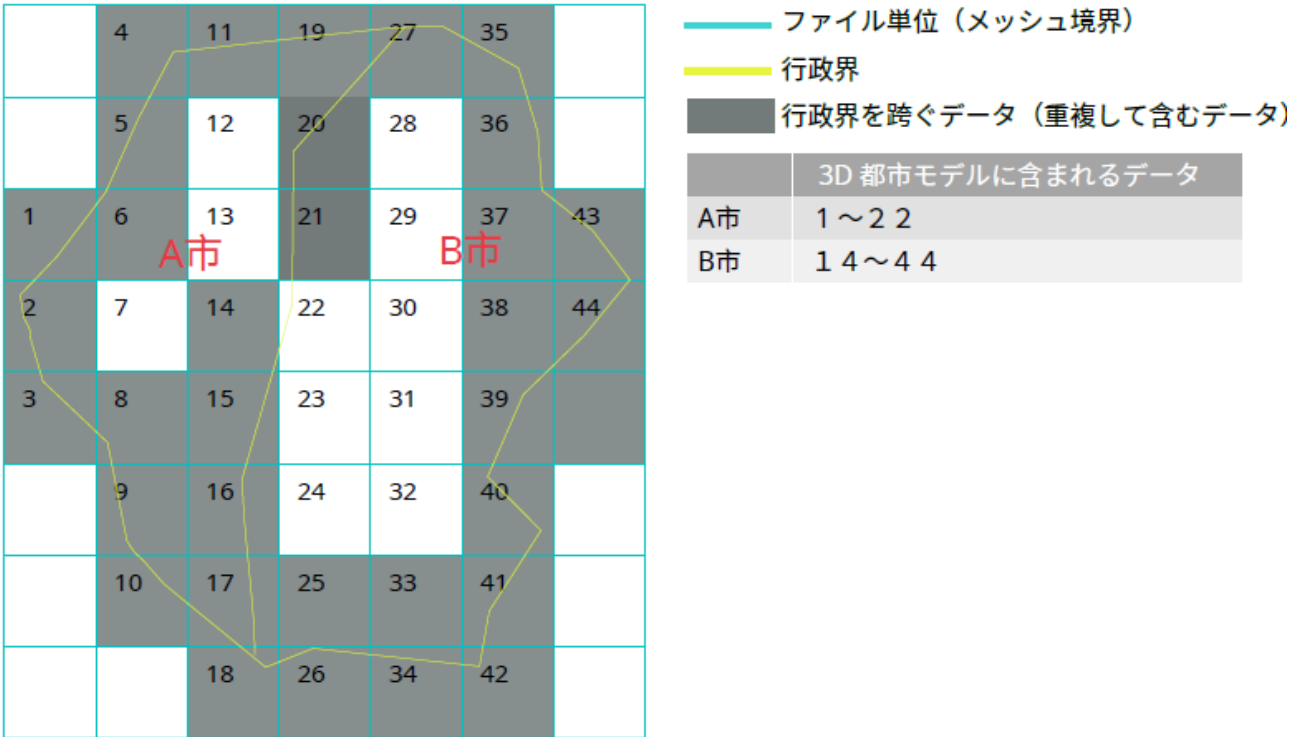 4 11 19 27 35
5 12 20 28 36
1 6 13 21 29 37 43
A市 B市
2 7 14 22 30 38 44
3 8 15 23 31 39
9 16 24 32 40
10 17 25 33 41
18 26 34 42
ファイル単位（メッシュ境界）
行政界
行政界を跨ぐデータ（重複して含むデータ）
3D 都市モデルに含まれるデータ
A市 １～２２
B市 １４～４４